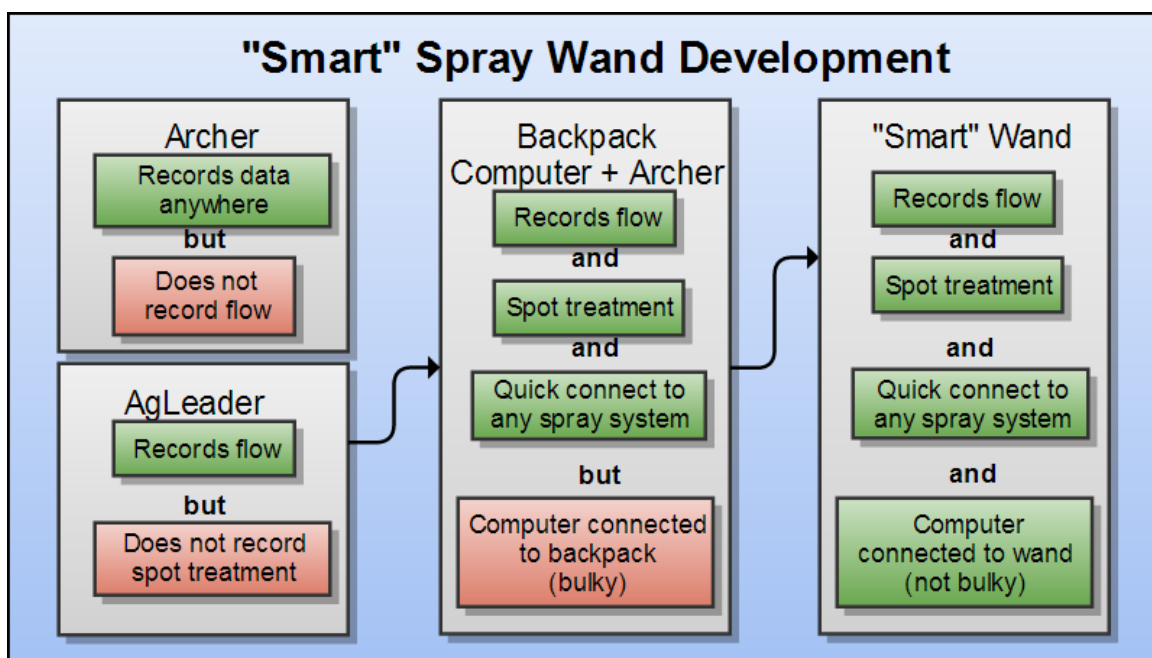 "Smart" Spray Wand Development
Archer
Records data
anywhere
but
Does not
record flow
AgLeader
Records flow
but
Does not record
spot treatment
Backpack
Computer + Archer
Records flow
and
Spot treatment
and
Quick connect to
any spray system
but
Computer connected
to backpack
(bulky)
"Smart" Wand
Records flow
and
Spot treatment
and
Quick connect to
any spray system
and
Computer
connected to wand
(not bulky)